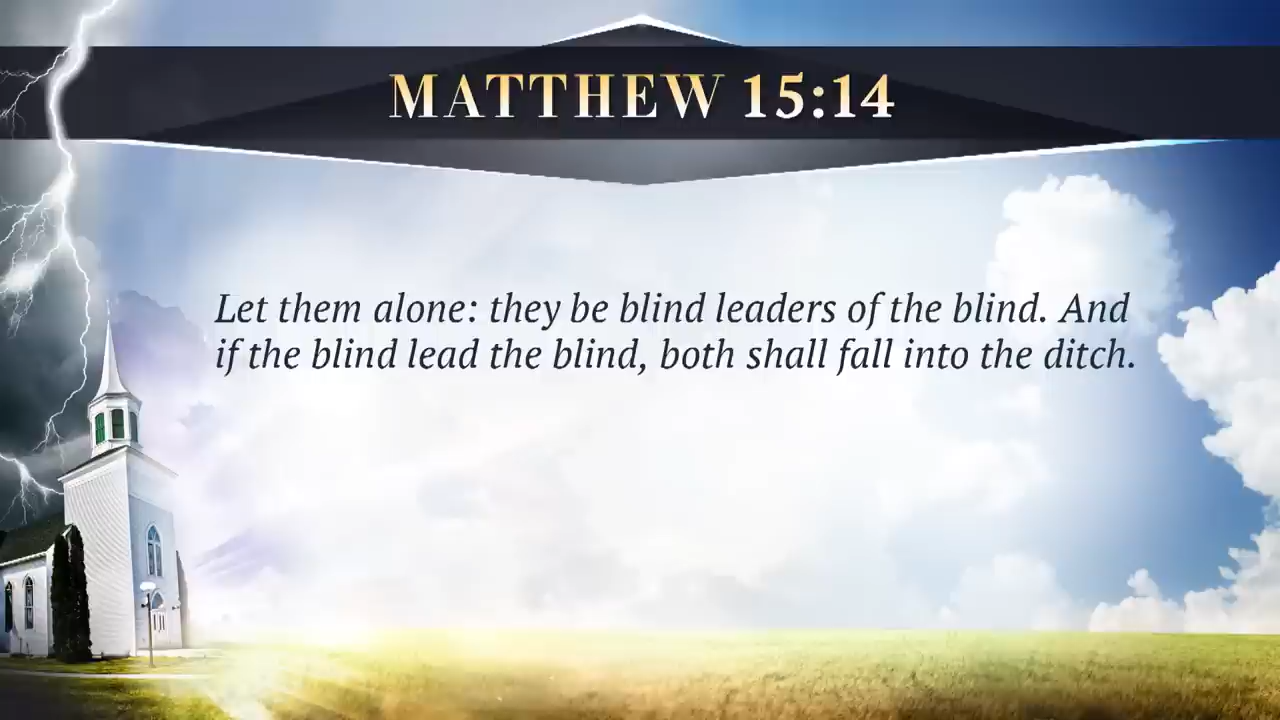 MATTHEW 15:14
Let them alone: they be blind leaders of the blind. And
if the blind lead the blind, both shall fall into the ditch.